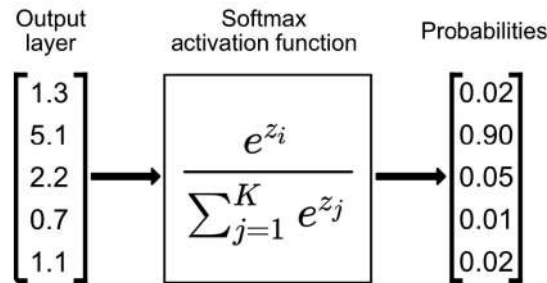 Output layer
Softmax activation function
Probabilities
1.3
5.1
2.2
0.7
1.1
e^{z_i}
∑_{j=1}^{K} e^{z_j}
0.02
0.90
0.05
0.01
0.02